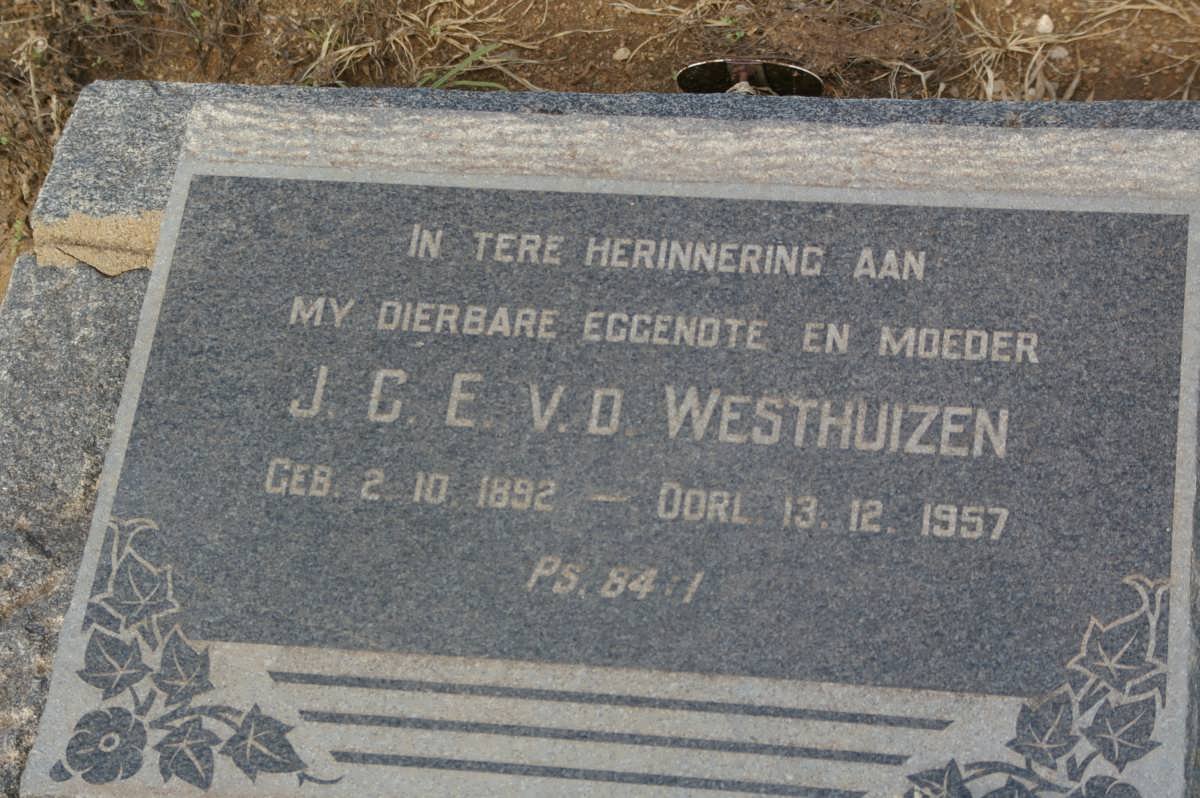 IN TERE HERINNERING AAN
MY DIERBARE EGGENOTE EN MOEDER
J. C. E. V. D. WESTHUIZEN
GEB. 2. 10. 1892 — OORL. 13. 12. 1957
PS. 84:1